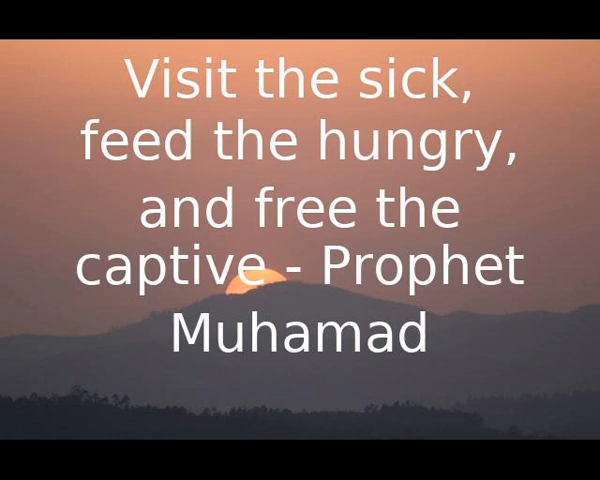 Visit the sick,
feed the hungry,
and free the
captive - Prophet
Muhamad